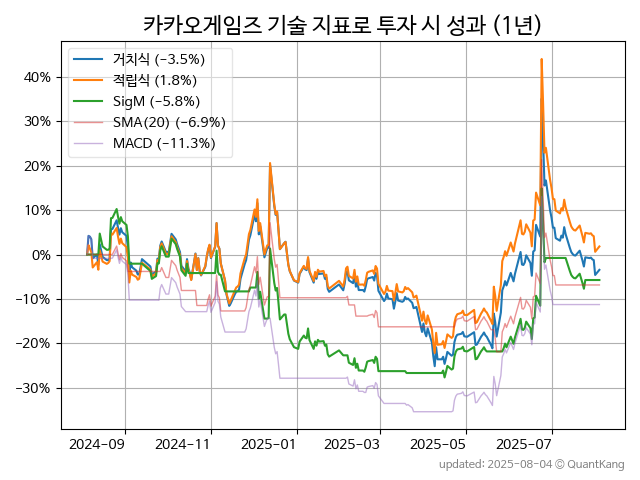 카카오게임즈 기술 지표로 투자 시 성과 (1년)
거치식 (−3.5%)
적립식 (1.8%)
SigM (−5.8%)
SMA(20) (−6.9%)
MACD (−11.3%)
40%
30%
20%
10%
0%
−10%
−20%
−30%
2024−09 2024−11 2025−01 2025−03 2025−05 2025−07
updated: 2025−08−04 © QuantKang